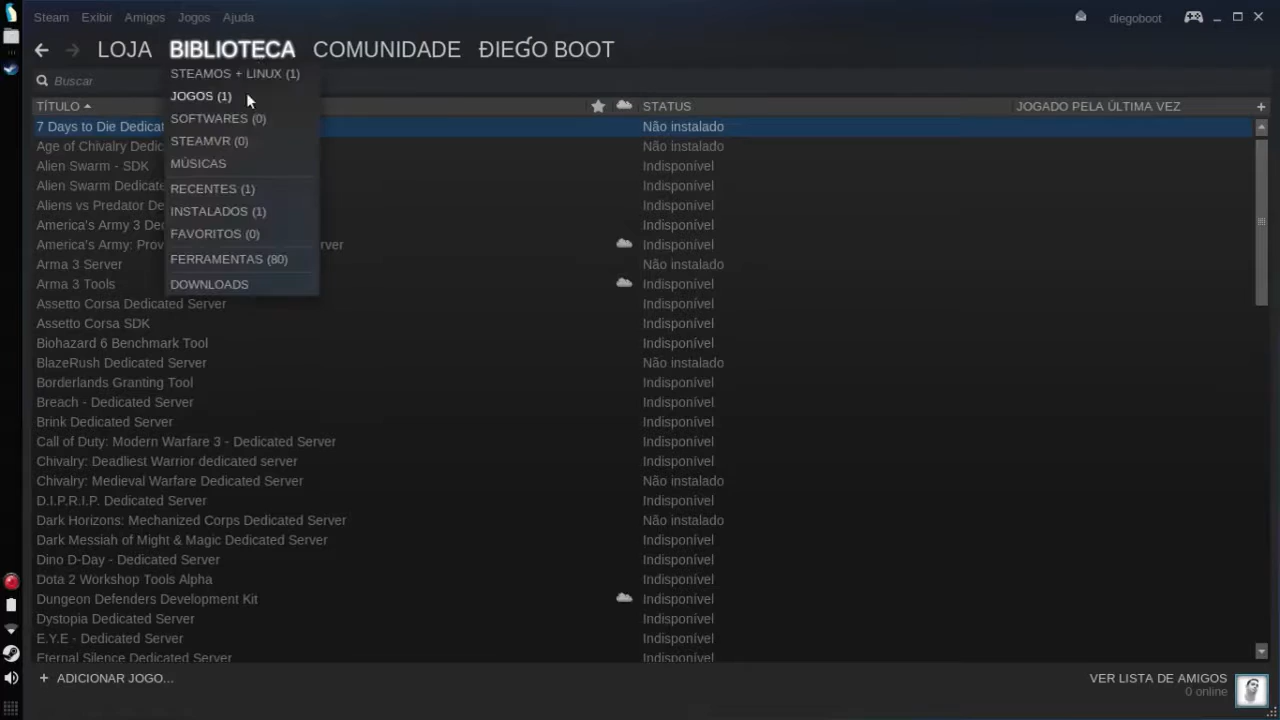 Steam Exibir Amigos Jogos Ajuda diegoboot
LOJA BIBLIOTECA COMUNIDADE ĐIEGO BOOT
Buscar
STEAMOS + LINUX (1)
JOGOS (1)
SOFTWARES (0)
STEAMVR (0)
MÚSICAS
RECENTES (1)
INSTALADOS (1)
FAVORITOS (0)
FERRAMENTAS (80)
DOWNLOADS
TÍTULO STATUS JOGADO PELA ÚLTIMA VEZ +
7 Days to Die Dedicat Não instalado
Age of Chivalry Dedic Não instalado
Alien Swarm - SDK Indisponível
Alien Swarm Dedicate Indisponível
Aliens vs Predator De Indisponível
America's Army 3 Dec Indisponível
America's Army: Prov rver Indisponível
Arma 3 Server Não instalado
Arma 3 Tools Indisponível
Assetto Corsa Dedicated Server Indisponível
Assetto Corsa SDK Indisponível
Biohazard 6 Benchmark Tool Indisponível
BlazeRush Dedicated Server Não instalado
Borderlands Granting Tool Indisponível
Breach - Dedicated Server Indisponível
Brink Dedicated Server Indisponível
Call of Duty: Modern Warfare 3 - Dedicated Server Indisponível
Chivalry: Deadliest Warrior dedicated server Indisponível
Chivalry: Medieval Warfare Dedicated Server Não instalado
D.I.P.R.I.P. Dedicated Server Indisponível
Dark Horizons: Mechanized Corps Dedicated Server Não instalado
Dark Messiah of Might & Magic Dedicated Server Indisponível
Dino D-Day - Dedicated Server Indisponível
Dota 2 Workshop Tools Alpha Indisponível
Dungeon Defenders Development Kit Indisponível
Dystopia Dedicated Server Indisponível
E.Y.E - Dedicated Server Indisponível
Eternal Silence Dedicated Server Indisponível
+ ADICIONAR JOGO... VER LISTA DE AMIGOS
0 online